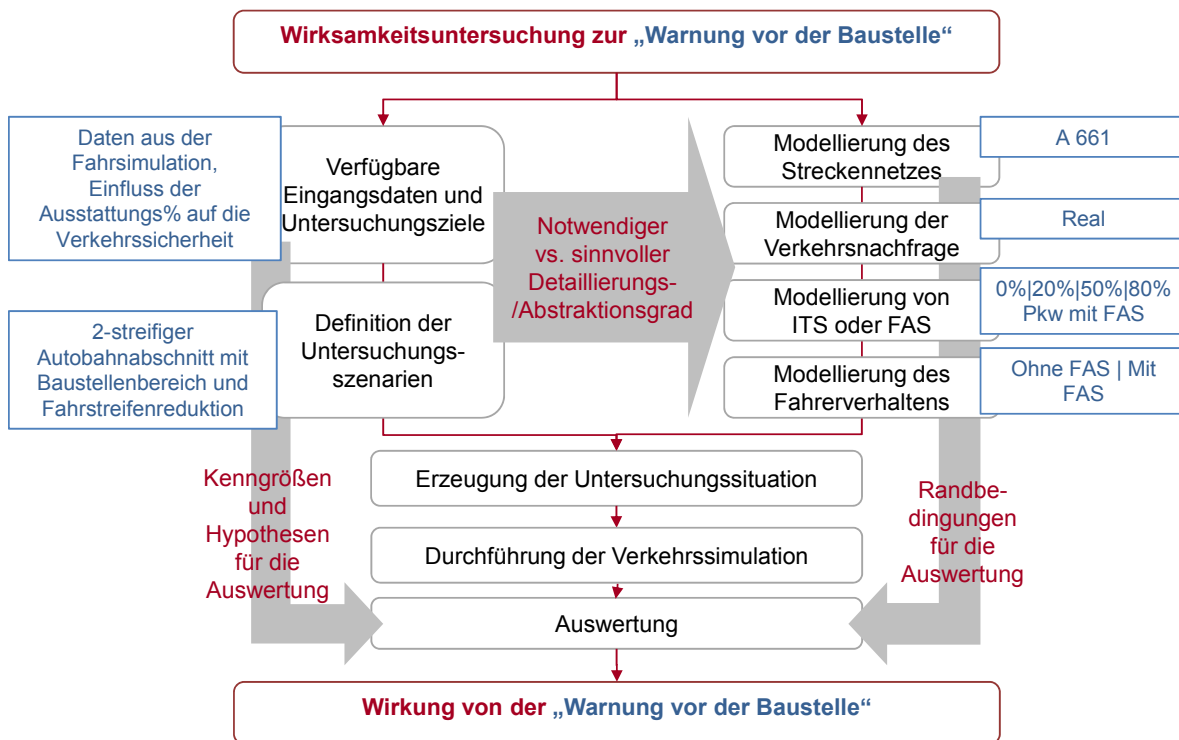 Wirksamkeitsuntersuchung zur „Warnung vor der Baustelle“
Daten aus der
Fahrsimulation,
Einfluss der
Ausstattungs% auf die
Verkehrssicherheit
Verfügbare
Eingangsdaten und
Untersuchungsziele
2-streifiger
Autobahnabschnitt mit
Baustellenbereich und
Fahrstreifenreduktion
Definition der
Untersuchungs-
szenarien
Notwendiger
vs. sinnvoller
Detaillierungs-
/Abstraktionsgrad
Modellierung des
Streckennetzes
A 661
Modellierung der
Verkehrsnachfrage
Real
Modellierung von
ITS oder FAS
0%|20%|50%|80%
Pkw mit FAS
Modellierung des
Fahrerverhaltens
Ohne FAS | Mit
FAS
Kenngrößen
und
Hypothesen
für die
Auswertung
Erzeugung der Untersuchungssituation
Durchführung der Verkehrssimulation
Auswertung
Randbe-
dingungen
für die
Auswertung
Wirkung von der „Warnung vor der Baustelle“